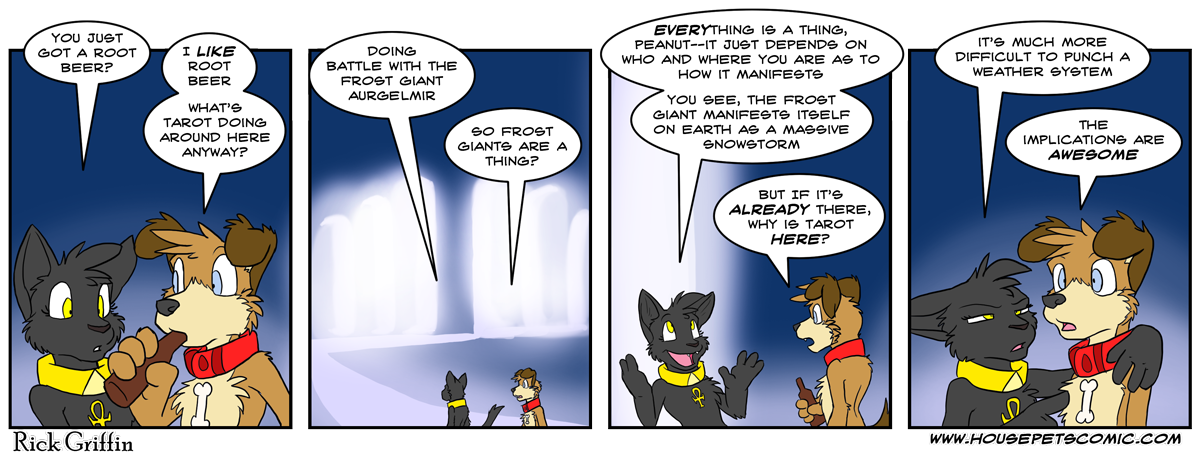 YOU JUST
GOT A ROOT
BEER?
I LIKE
ROOT
BEER
WHAT'S
TAROT DOING
AROUND HERE
ANYWAY?
DOING
BATTLE WITH THE
FROST GIANT
AURGELMIR
SO FROST
GIANTS ARE A
THING?
EVERYTHING IS A THING,
PEANUT--IT JUST DEPENDS ON
WHO AND WHERE YOU ARE AS TO
HOW IT MANIFESTS
YOU SEE, THE FROST
GIANT MANIFESTS ITSELF
ON EARTH AS A MASSIVE
SNOWSTORM
BUT IF IT'S
ALREADY THERE,
WHY IS TAROT
HERE?
IT'S MUCH MORE
DIFFICULT TO PUNCH A
WEATHER SYSTEM
THE
IMPLICATIONS ARE
AWESOME
Rick Griffin
WWW.HOUSEPETSCOMIC.COM